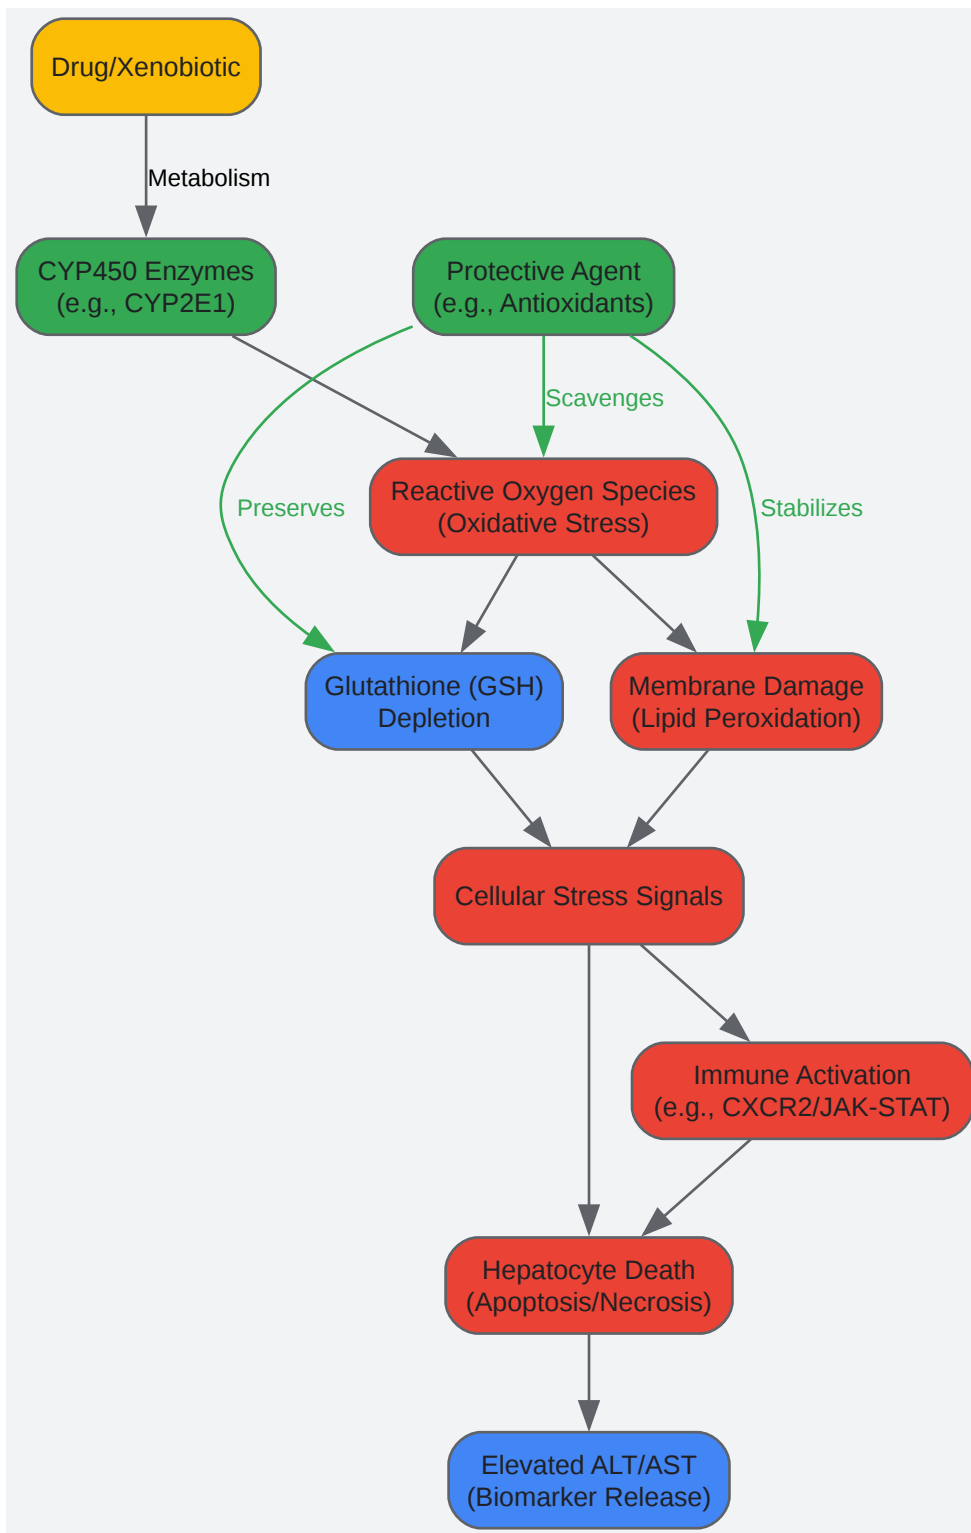 Drug/Xenobiotic
Metabolism
CYP450 Enzymes
(e.g., CYP2E1)
Protective Agent
(e.g., Antioxidants)
Scavenges
Reactive Oxygen Species
(Oxidative Stress)
Preserves
Stabilizes
Glutathione (GSH)
Depletion
Membrane Damage
(Lipid Peroxidation)
Cellular Stress Signals
Immune Activation
(e.g., CXCR2/JAK-STAT)
Hepatocyte Death
(Apoptosis/Necrosis)
Elevated ALT/AST
(Biomarker Release)